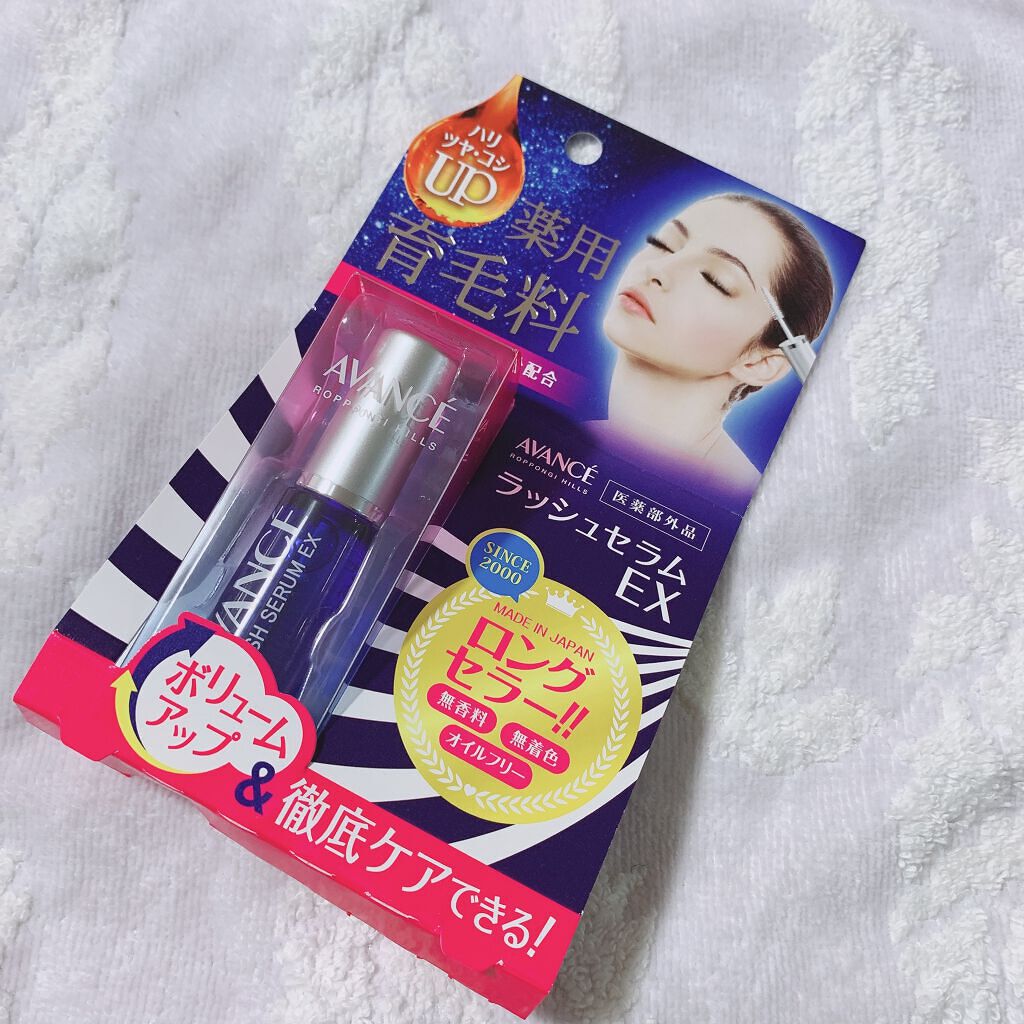 ハリ
ツヤ・コシ
UP
薬用
育毛料
配合
AVANCÉ
ROPPONGI HILLS
AVANCÉ
ROPPONGI HILLS
医薬部外品
ラッシュセラム
EX
SERUM EX
SINCE
2000
MADE IN JAPAN
ロング
セラー!!
無香料
無着色
オイルフリー
ボリューム
アップ
&
徹底ケアできる!